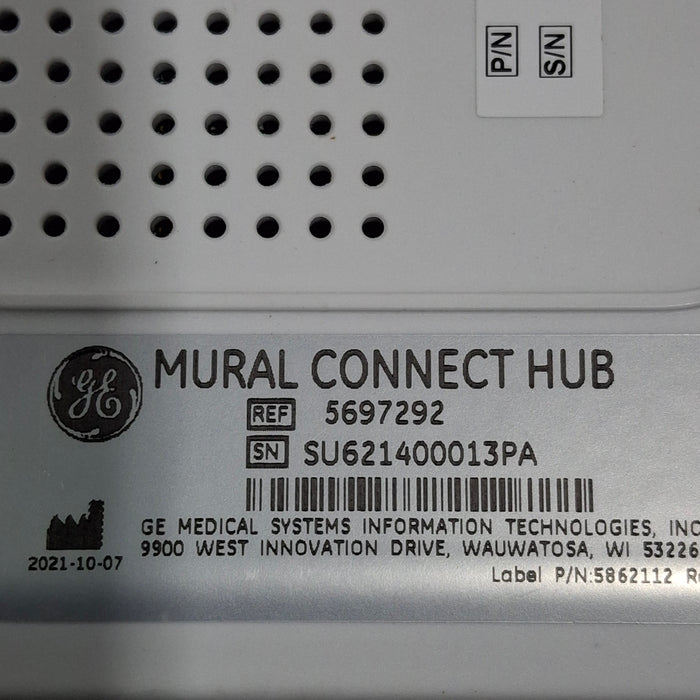 P/N
S/N
GE
MURAL CONNECT HUB
REF 5697292
SN SU621400013PA
GE MEDICAL SYSTEMS INFORMATION TECHNOLOGIES, INC
9900 WEST INNOVATION DRIVE, WAUWATOSA, WI 53226
2021-10-07
Label P/N:5862112 R